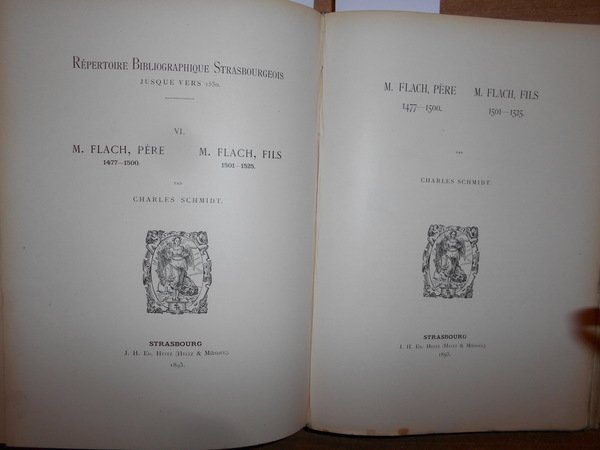 RÉPERTOIRE BIBLIOGRAPHIQUE STRASBOURGEOIS
JUSQUE VERS 1530.
VI.
M. FLACH, PÈRE M. FLACH, FILS
1477—1500. 1501—1525.
PAR
CHARLES SCHMIDT.
STRASBOURG
J. H. ED. HEITZ (HEITZ & MÜNDEL)
1893.
M. FLACH, PÈRE M. FLACH, FILS
1477—1500. 1501—1525.
PAR
CHARLES SCHMIDT.
STRASBOURG
J. H. ED. HEITZ (HEITZ & MÜNDEL)
1893.